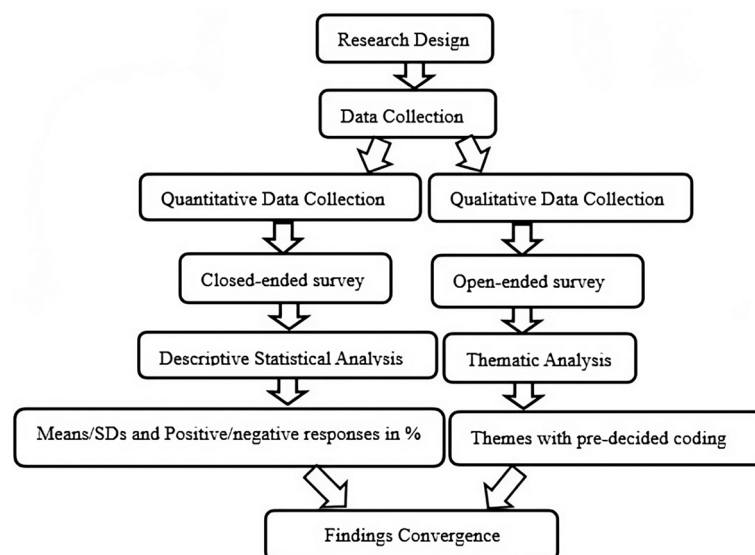 Research Design
Data Collection
Quantitative Data Collection
Qualitative Data Collection
Closed-ended survey
Open-ended survey
Descriptive Statistical Analysis
Thematic Analysis
Means/SDs and Positive/negative responses in %
Themes with pre-decided coding
Findings Convergence